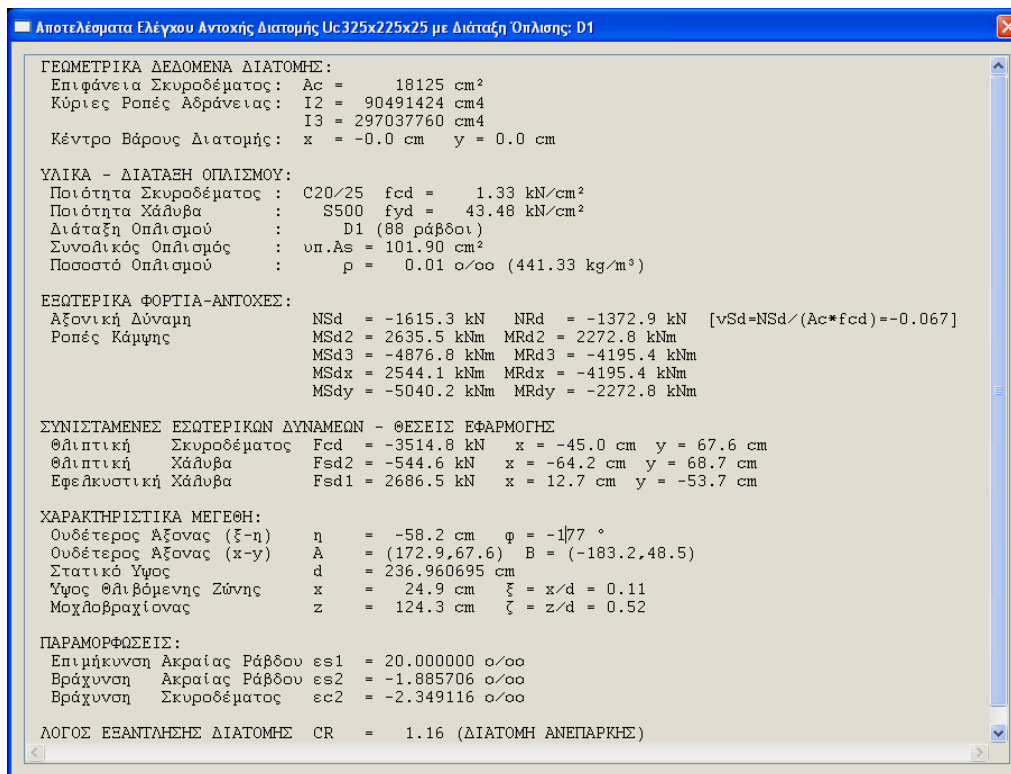 Αποτελέσματα Ελέγχου Αντοχής Διατομής Uc325x225x25 με Διάταξη Όπλισης: D1
ΓΕΩΜΕΤΡΙΚΑ ΔΕΔΟΜΕΝΑ ΔΙΑΤΟΜΗΣ:
Επιφάνεια Σκυροδέματος: Ac = 18125 cm²
Κύριες Ροπές Αδράνειας: I2 = 90491424 cm4
I3 = 297037760 cm4
Κέντρο Βάρους Διατομής: x = -0.0 cm y = 0.0 cm
ΥΛΙΚΑ - ΔΙΑΤΑΞΗ ΟΠΛΙΣΜΟΥ:
Ποιότητα Σκυροδέματος : C20/25 fcd = 1.33 kN/cm²
Ποιότητα Χάλυβα : S500 fyd = 43.48 kN/cm²
Διάταξη Οπλισμού : D1 (88 ράβδοι)
Συνολικός Οπλισμός : υπ.As = 101.90 cm²
Ποσοστό Οπλισμού : ρ = 0.01 ο/οο (441.33 kg/m³)
ΕΞΩΤΕΡΙΚΑ ΦΟΡΤΙΑ-ΑΝΤΟΧΕΣ:
Αξονική Δύναμη NSd = -1615.3 kN NRd = -1372.9 kN [vSd=NSd/(Ac*fcd)=-0.067]
Ροπές Κάμψης MSd2 = 2635.5 kNm MRd2 = 2272.8 kNm
MSd3 = -4876.8 kNm MRd3 = -4195.4 kNm
MSdx = 2544.1 kNm MRdx = -4195.4 kNm
MSdy = -5040.2 kNm MRdy = -2272.8 kNm
ΣΥΝΙΣΤΑΜΕΝΕΣ ΕΣΩΤΕΡΙΚΩΝ ΔΥΝΑΜΕΩΝ - ΘΕΣΕΙΣ ΕΦΑΡΜΟΓΗΣ
Θλιπτική Σκυροδέματος Fcd = -3514.8 kN x = -45.0 cm y = 67.6 cm
Θλιπτική Χάλυβα Fsd2 = -544.6 kN x = -64.2 cm y = 68.7 cm
Εφελκυστική Χάλυβα Fsd1 = 2686.5 kN x = 12.7 cm y = -53.7 cm
ΧΑΡΑΚΤΗΡΙΣΤΙΚΑ ΜΕΓΕΘΗ:
Ουδέτερος Άξονας (ξ-η) η = -58.2 cm φ = -177 °
Ουδέτερος Άξονας (x-y) A = (172.9,67.6) B = (-183.2,48.5)
Στατικό Υψος d = 236.960695 cm
Ύψος Θλιβόμενης Ζώνης x = 24.9 cm ξ = x/d = 0.11
Μοχλοβραχίονας z = 124.3 cm ζ = z/d = 0.52
ΠΑΡΑΜΟΡΦΩΣΕΙΣ:
Επιμήκυνση Ακραίας Ράβδου εs1 = 20.000000 ο/οο
Βράχυνση Ακραίας Ράβδου εs2 = -1.885706 ο/οο
Βράχυνση Σκυροδέματος εc2 = -2.349116 ο/οο
ΛΟΓΟΣ ΕΞΑΝΤΛΗΣΗΣ ΔΙΑΤΟΜΗΣ CR = 1.16 (ΔΙΑΤΟΜΗ ΑΝΕΠΑΡΚΗΣ)